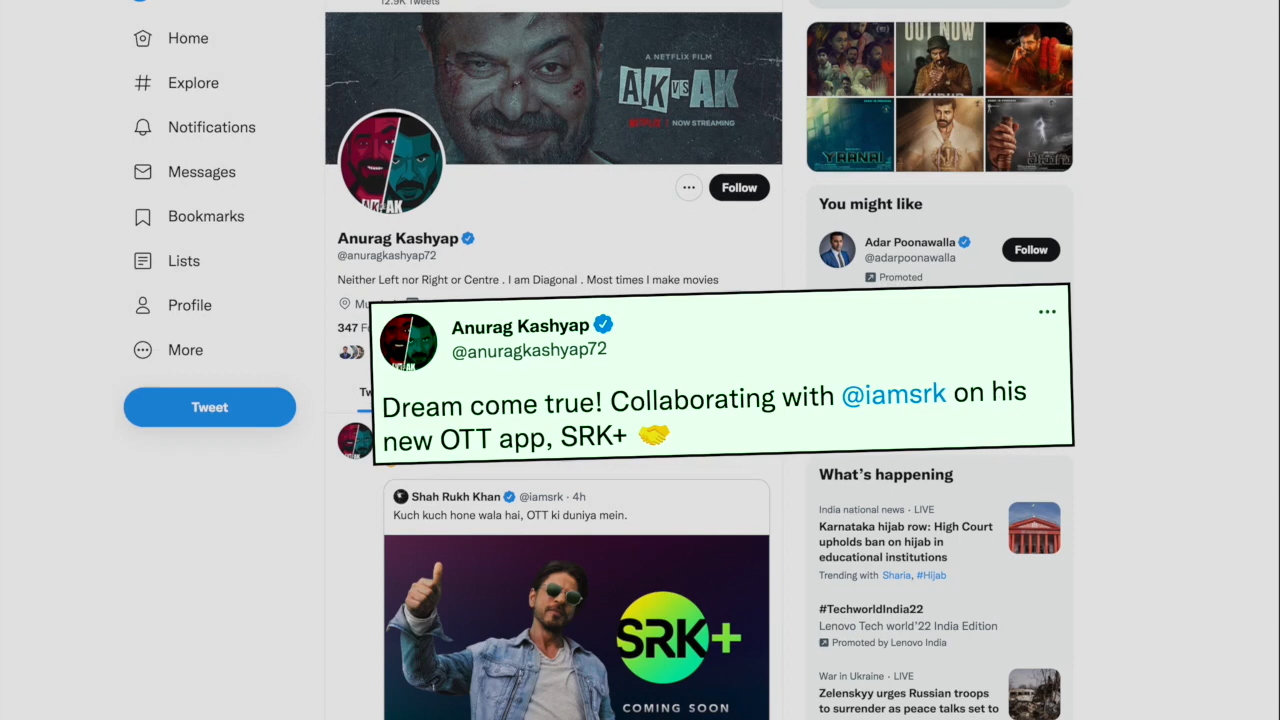 12.9K Tweets
Home
Explore
Notifications
Messages
Bookmarks
Lists
Profile
More
Tweet
A NETFLIX FILM
AK vs AK
NETFLIX | NOW STREAMING
AK AK
Follow
Anurag Kashyap
@anuragkashyap72
Neither Left nor Right or Centre . I am Diagonal . Most times I make movies
347
Anurag Kashyap
@anuragkashyap72
Dream come true! Collaborating with @iamsrk on his
new OTT app, SRK+ 🤝
Shah Rukh Khan @iamsrk · 4h
Kuch kuch hone wala hai, OTT ki duniya mein.
SRK+
COMING SOON
OUT NOW
YAANAI
You might like
Adar Poonawalla
@adarpoonawalla
Promoted
Follow
What's happening
India national news · LIVE
Karnataka hijab row: High Court
upholds ban on hijab in
educational institutions
Trending with Sharia, #Hijab
#TechworldIndia22
Lenovo Tech world'22 India Edition
Promoted by Lenovo India
War in Ukraine · LIVE
Zelenskyy urges Russian troops
to surrender as peace talks set to